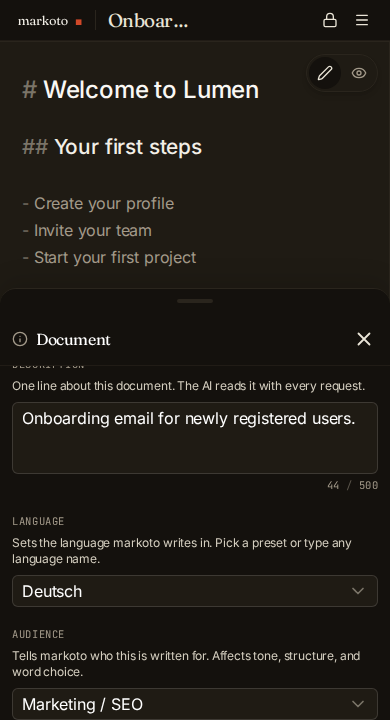 markoto
Onboar...
# Welcome to Lumen
## Your first steps
- Create your profile
- Invite your team
- Start your first project
Document
DESCRIPTION
One line about this document. The AI reads it with every request.
Onboarding email for newly registered users.
44 / 500
LANGUAGE
Sets the language markoto writes in. Pick a preset or type any
language name.
Deutsch
AUDIENCE
Tells markoto who this is written for. Affects tone, structure, and
word choice.
Marketing / SEO